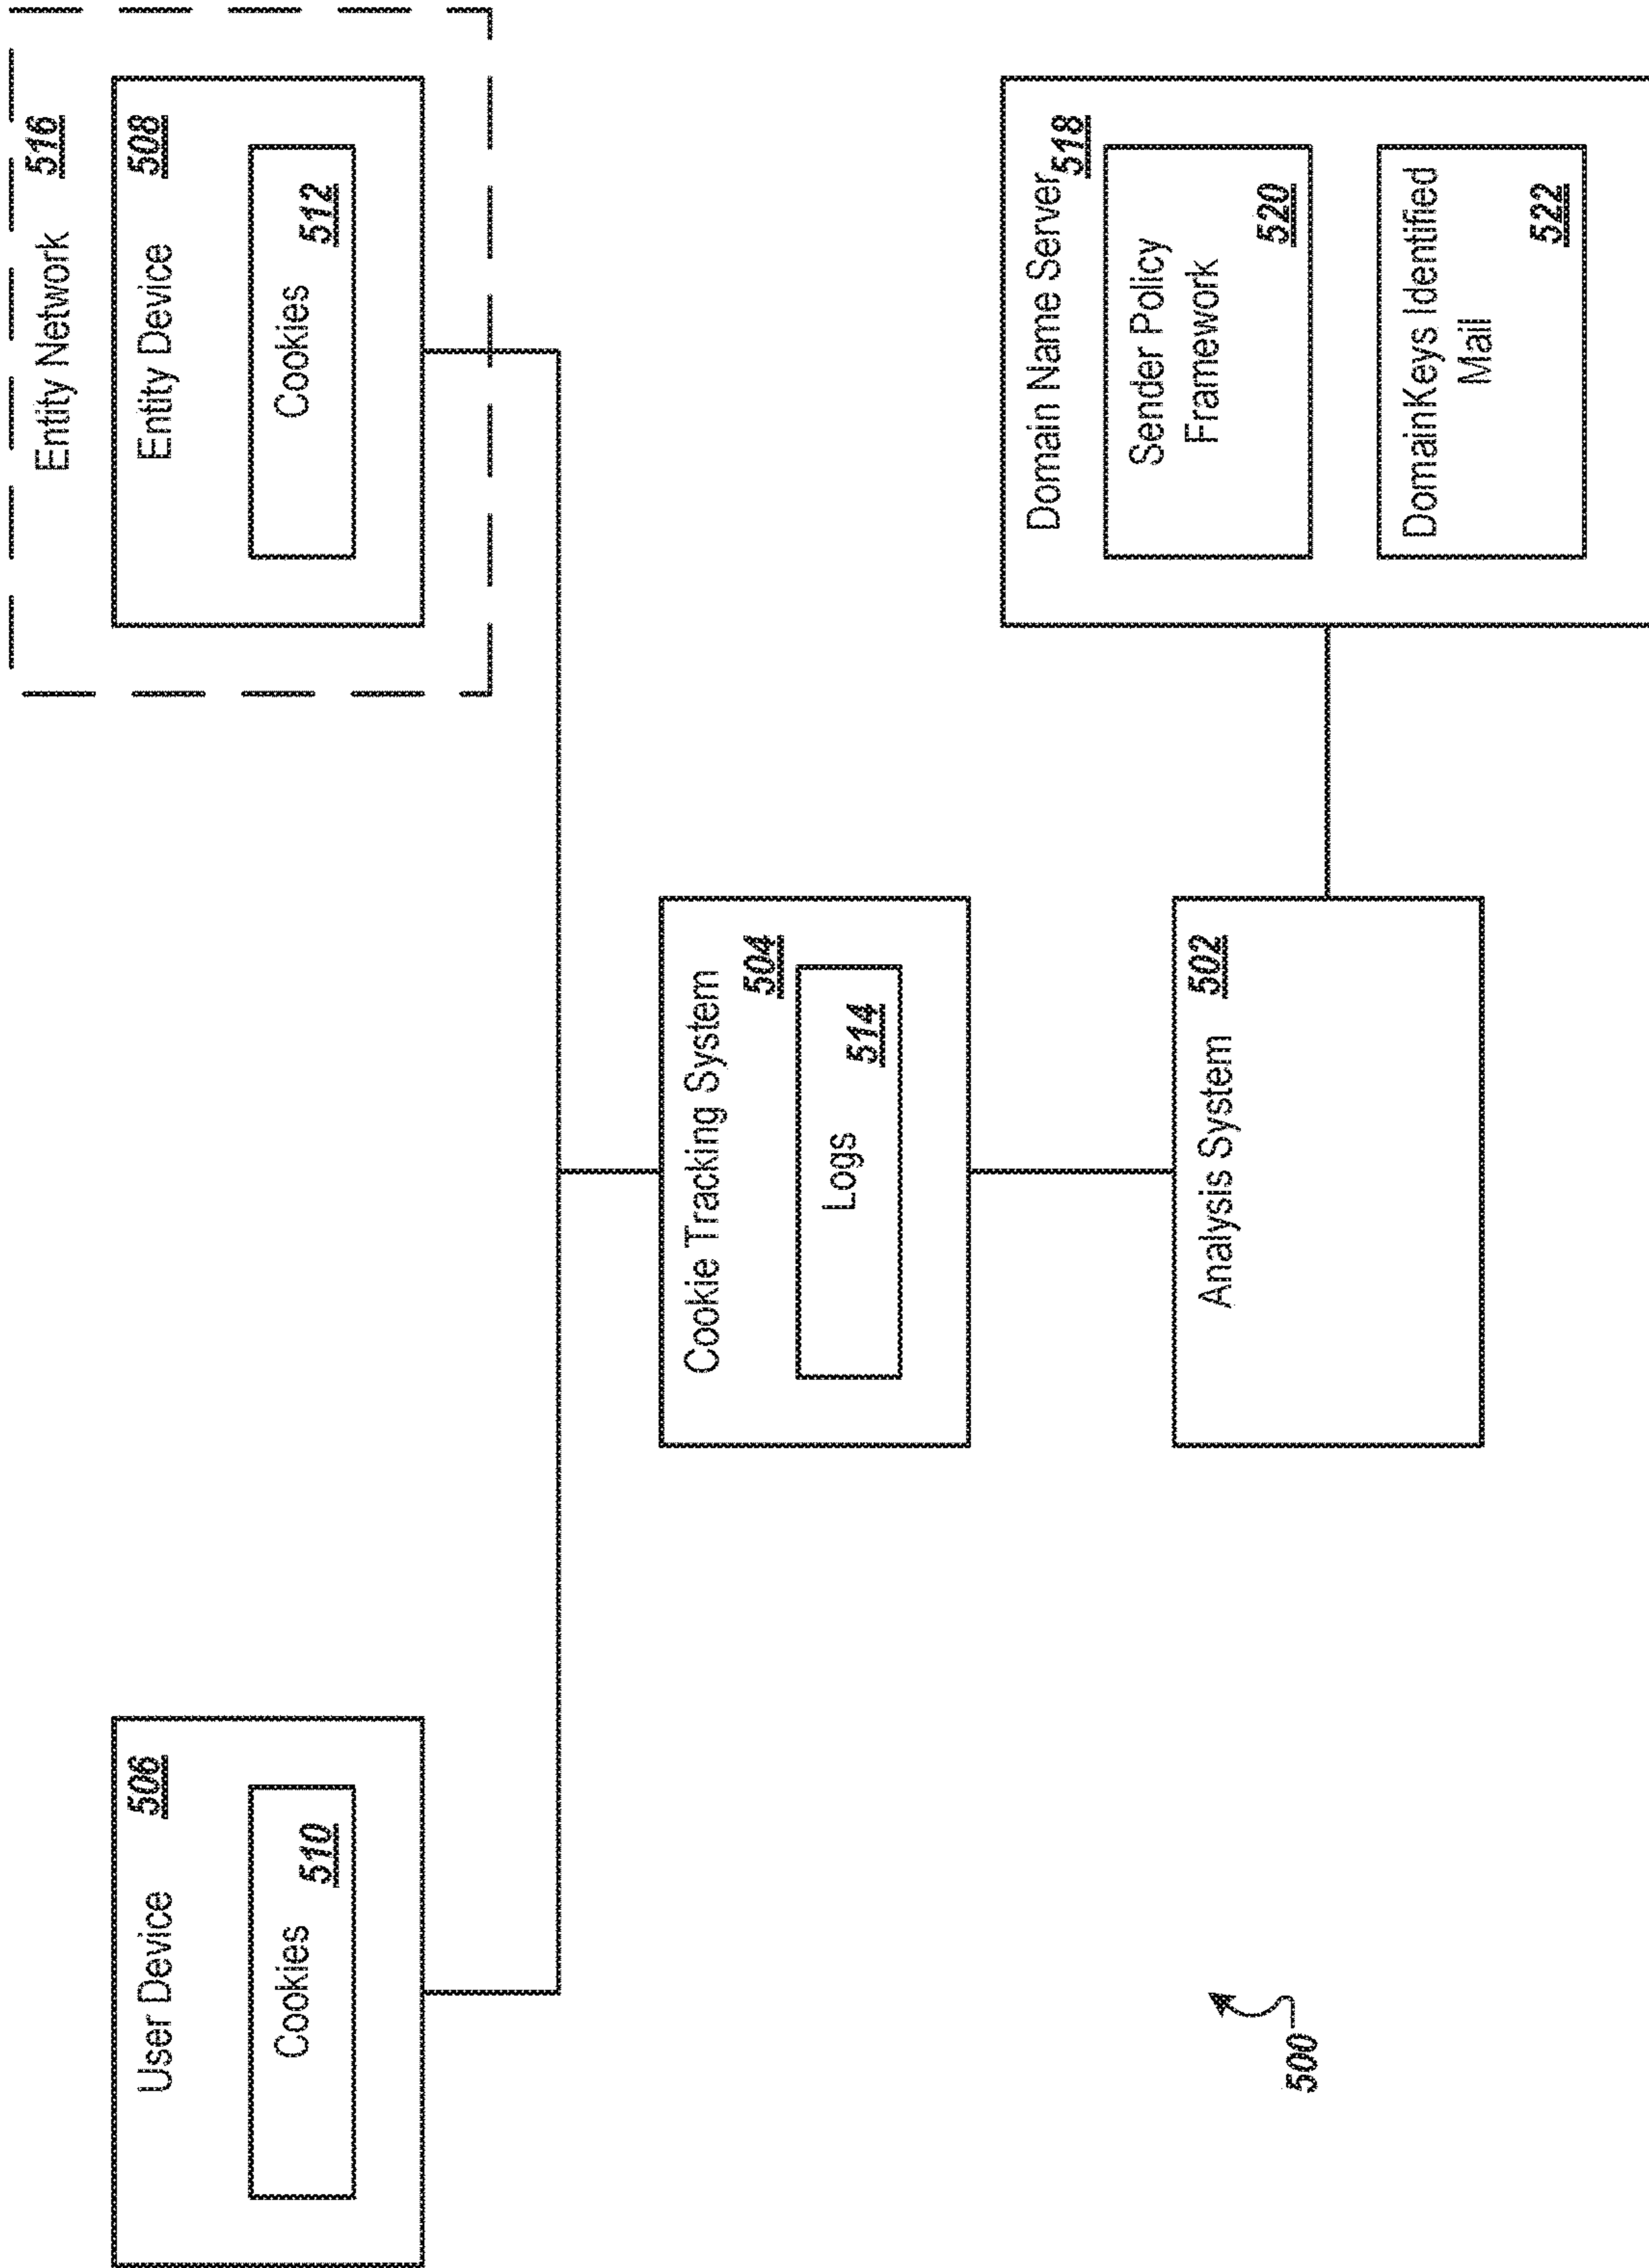 User Device
506
Cookies
510
Entity Network
516
Entity Device
508
Cookies
512
Cookie Tracking System
504
Logs
514
Analysis System
502
Domain Name Server
518
Sender Policy
Framework
520
DomainKeys Identified
Mail
522
500